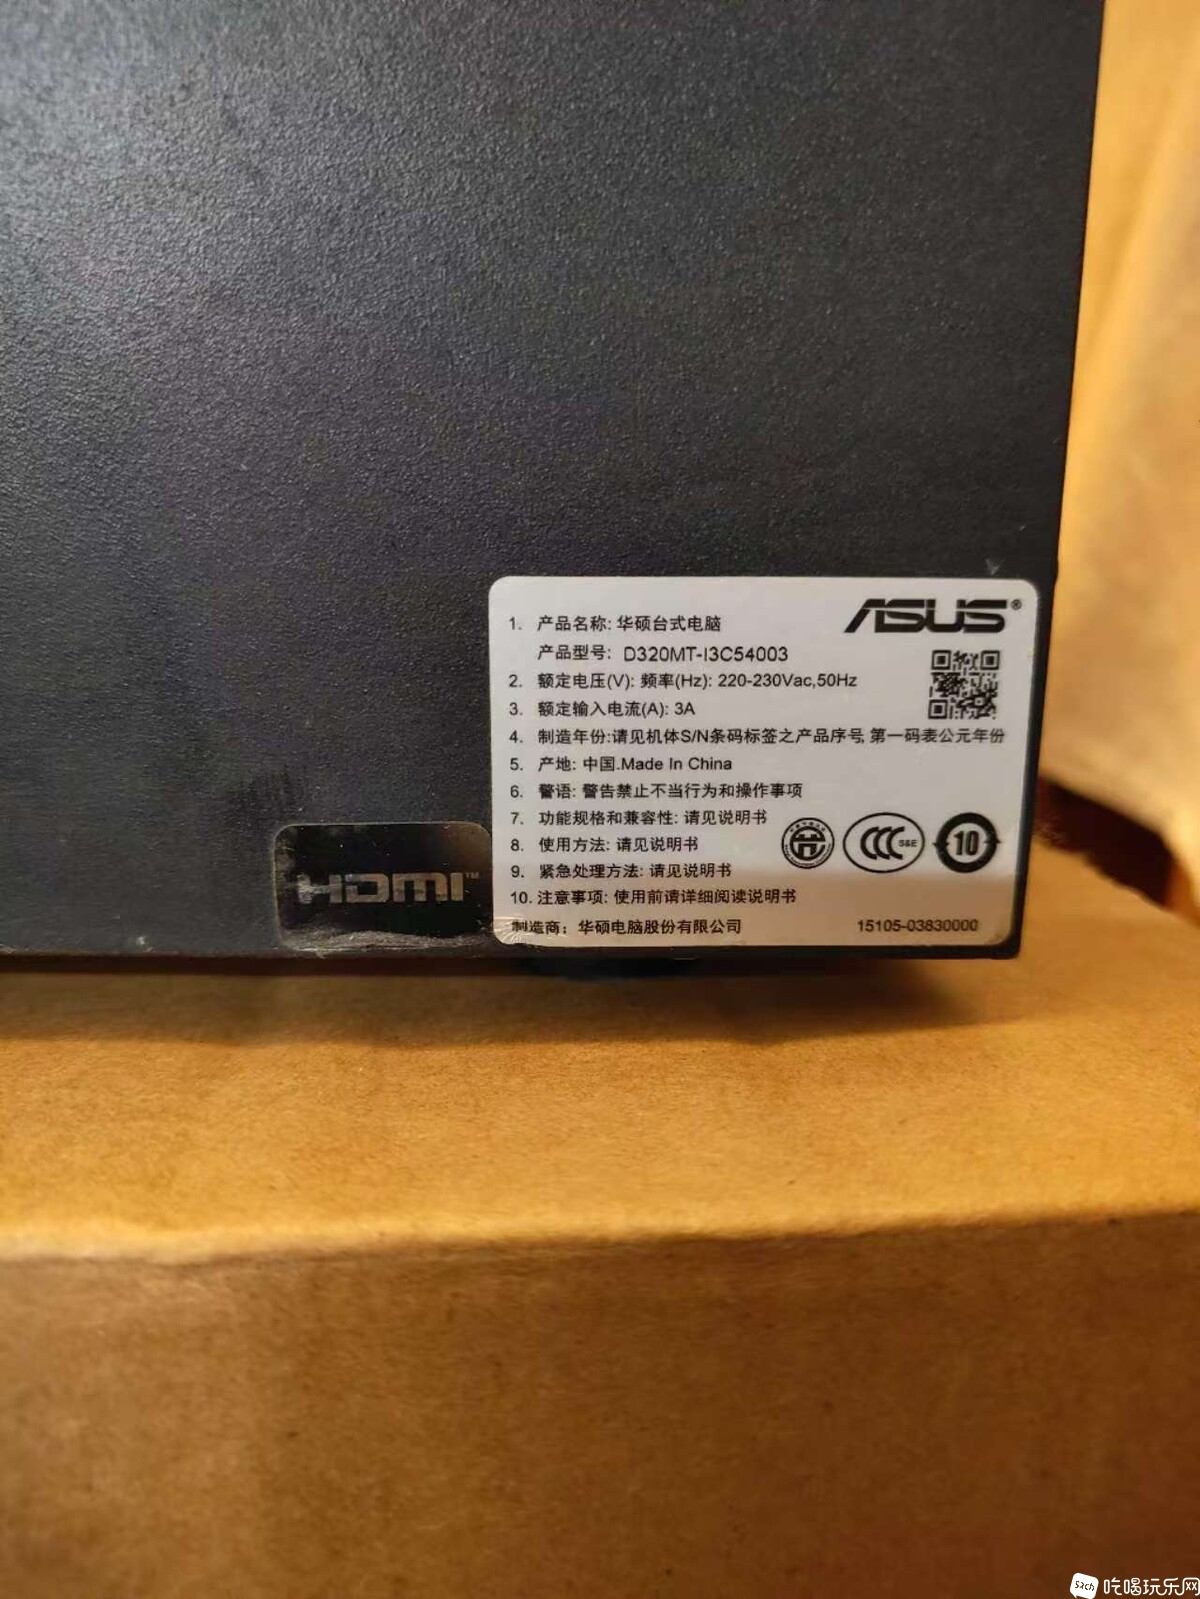 ASUS®
1. 产品名称: 华硕台式电脑
产品型号: D320MT-I3C54003
2. 额定电压(V): 频率(Hz): 220-230Vac,50Hz
3. 额定输入电流(A): 3A
4. 制造年份:请见机体S/N条码标签之产品序号, 第一码表公元年份
5. 产地: 中国.Made In China
6. 警语: 警告禁止不当行为和操作事项
7. 功能规格和兼容性: 请见说明书
8. 使用方法: 请见说明书
9. 紧急处理方法: 请见说明书
10. 注意事项: 使用前请详细阅读说明书
CCC S&E
10
制造商: 华硕电脑股份有限公司
15105-03830000
HDMI™
52ch 吃喝玩乐网